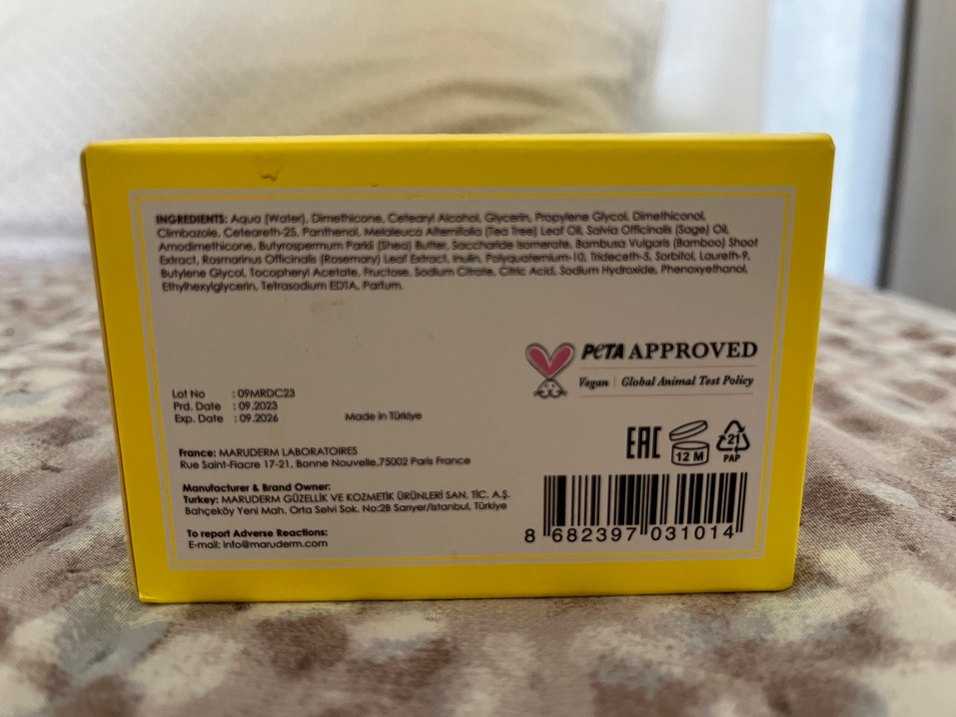 INGREDIENTS: Aqua (Water), Dimethicone, Cetearyl Alcohol, Glycerin, Propylene Glycol, Dimethiconol,
Climbazole, Ceteareth-25, Panthenol, Melaleuca Alternifolia (Tea Tree) Leaf Oil, Salvia Officinalis (Sage) Oil,
Amodimethicone, Butyrospermum Parkii (Shea) Butter, Saccharide Isomerate, Bambusa Vulgaris (Bamboo) Shoot
Extract, Rosmarinus Officinalis (Rosemary) Leaf Extract, Inulin, Polyquaternium-10, Trideceth-5, Sorbitol, Laureth-9,
Butylene Glycol, Tocopheryl Acetate, Fructose, Sodium Citrate, Citric Acid, Sodium Hydroxide, Phenoxyethanol,
Ethylhexylglycerin, Tetrasodium EDTA, Parfum.
PETA APPROVED
Vegan | Global Animal Test Policy
Lot No : 09MRDC23
Prd. Date : 09.2023
Exp. Date : 09.2026
Made in Türkiye
France: MARUDERM LABORATOIRES
Rue Saint-Fiacre 17-21, Bonne Nouvelle,75002 Paris France
EAC
12 M
21
PAP
Manufacturer & Brand Owner:
Turkey: MARUDERM GÜZELLİK VE KOZMETİK ÜRÜNLERİ SAN. TİC. A.Ş.
Bahçeköy Yeni Mah. Orta Selvi Sok. No:2B Sarıyer/İstanbul, Türkiye
To report Adverse Reactions:
E-mail: info@maruderm.com
8 682397 031014